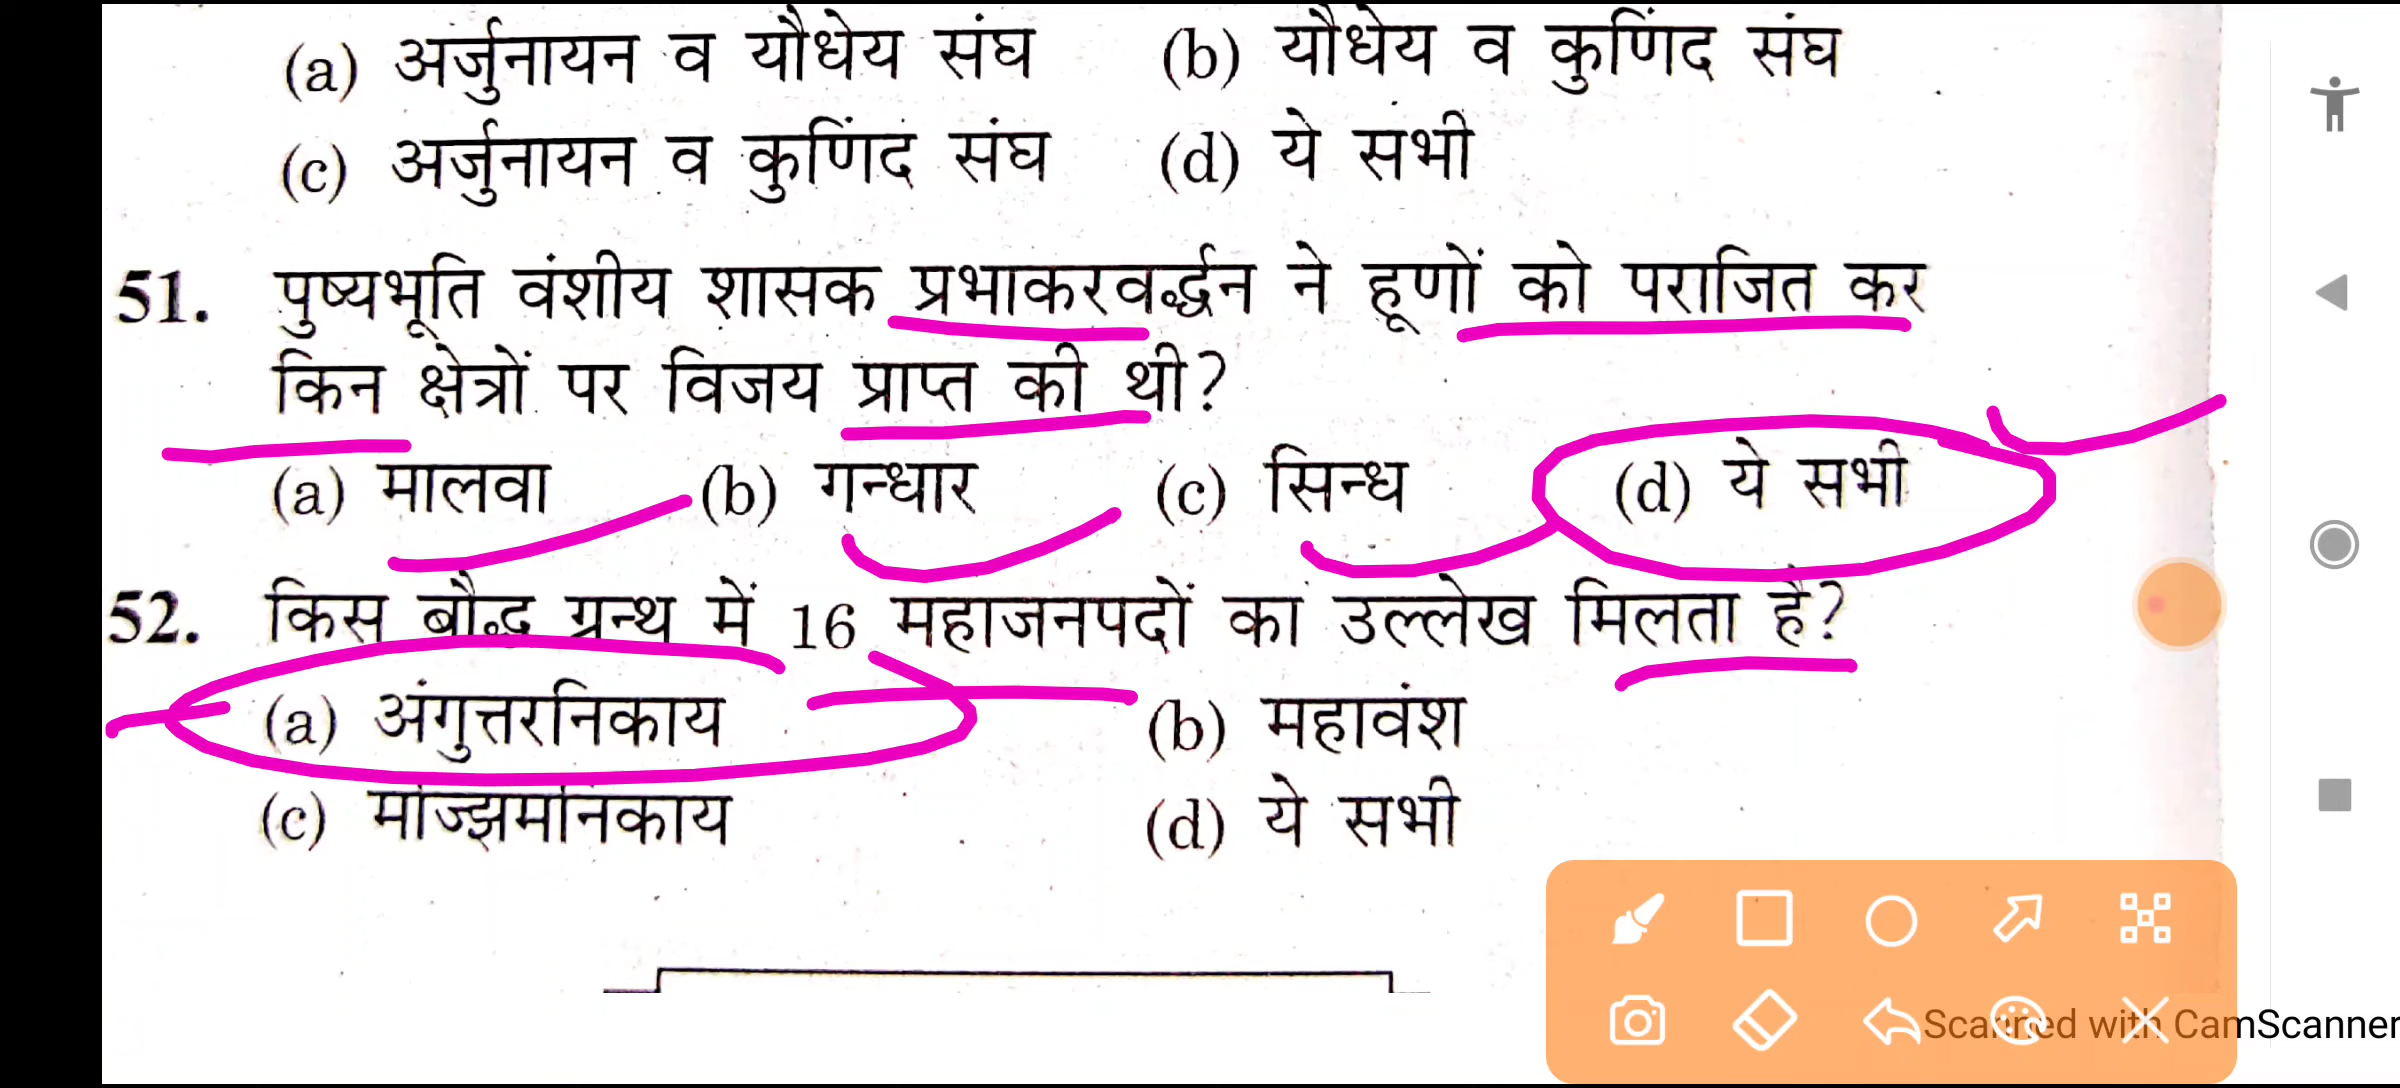 (a) अर्जुनायन व यौधेय संघ (b) यौधेय व कुणिंद संघ
(c) अर्जुनायन व कुणिंद संघ (d) ये सभी
51. पुष्यभूति वंशीय शासक प्रभाकरवर्द्धन ने हूणों को पराजित कर
किन क्षेत्रों पर विजय प्राप्त की थी?
(a) मालवा (b) गन्धार (c) सिन्ध (d) ये सभी
52. किस बौद्ध ग्रन्थ में 16 महाजनपदों का उल्लेख मिलता है?
(a) अंगुत्तरनिकाय (b) महावंश
(c) मज्झिमनिकाय (d) ये सभी
Scanned with CamScanner